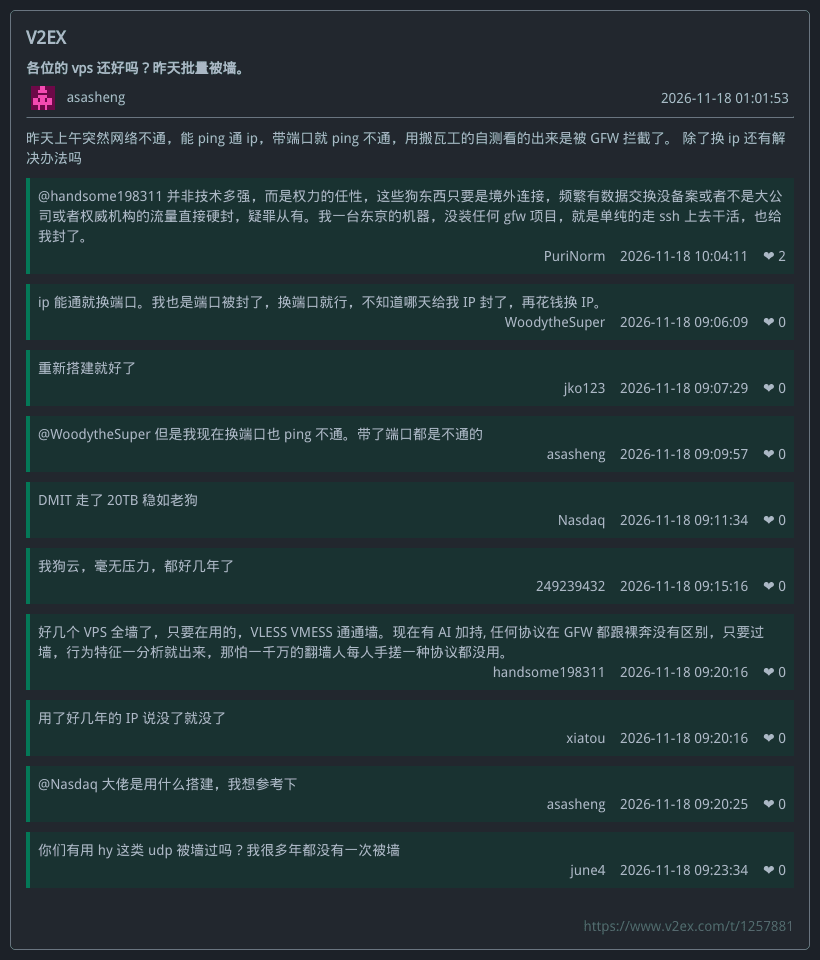 V2EX
各位的 vps 还好吗？昨天批量被墙。
asasheng
2026-11-18 01:01:53
昨天上午突然网络不通，能 ping 通 ip，带端口就 ping 不通，用搬瓦工的自测看的出来是被 GFW 拦截了。 除了换 ip 还有解
决办法吗
@handsome198311 并非技术多强，而是权力的任性，这些狗东西只要是境外连接，频繁有数据交换没备案或者不是大公
司或者权威机构的流量直接硬封，疑罪从有。我一台东京的机器，没装任何 gfw 项目，就是单纯的走 ssh 上去干活，也给
我封了。
PuriNorm 2026-11-18 10:04:11 ❤ 2
ip 能通就换端口。我也是端口被封了，换端口就行，不知道哪天给我 IP 封了，再花钱换 IP。
WoodytheSuper 2026-11-18 09:06:09 ❤ 0
重新搭建就好了
jko123 2026-11-18 09:07:29 ❤ 0
@WoodytheSuper 但是我现在换端口也 ping 不通。带了端口都是不通的
asasheng 2026-11-18 09:09:57 ❤ 0
DMIT 走了 20TB 稳如老狗
Nasdaq 2026-11-18 09:11:34 ❤ 0
我狗云，毫无压力，都好几年了
249239432 2026-11-18 09:15:16 ❤ 0
好几个 VPS 全墙了，只要在用的，VLESS VMESS 通通墙。现在有 AI 加持, 任何协议在 GFW 都跟裸奔没有区别，只要过
墙，行为特征一分析就出来，那怕一千万的翻墙人每人手搓一种协议都没用。
handsome198311 2026-11-18 09:20:16 ❤ 0
用了好几年的 IP 说没了就没了
xiatou 2026-11-18 09:20:16 ❤ 0
@Nasdaq 大佬是用什么搭建，我想参考下
asasheng 2026-11-18 09:20:25 ❤ 0
你们有用 hy 这类 udp 被墙过吗？我很多年都没有一次被墙
june4 2026-11-18 09:23:34 ❤ 0
https://www.v2ex.com/t/1257881